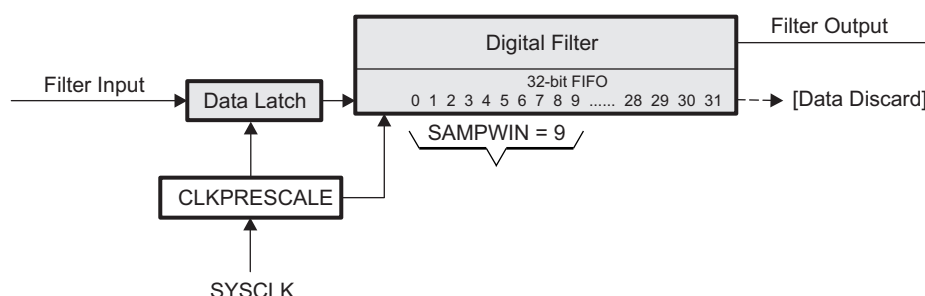 Filter Output
Digital Filter
Filter Input
32-bit FIFO
Data Latch
0 1 2 3 4 5 6 7 8 9 ...... 28 29 30 31
[Data Discard]
SAMPWIN = 9
CLKPRESCALE
SYSCLK